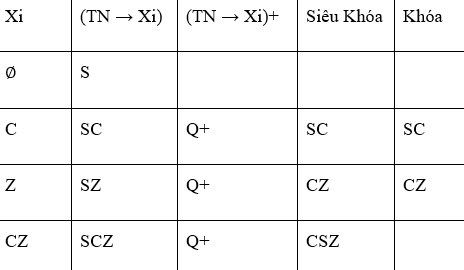 Xi (TN → Xi) (TN → Xi)+ Siêu Khóa Khóa
∅ S
C SC Q+ SC SC
Z SZ Q+ CZ CZ
CZ SCZ Q+ CSZ